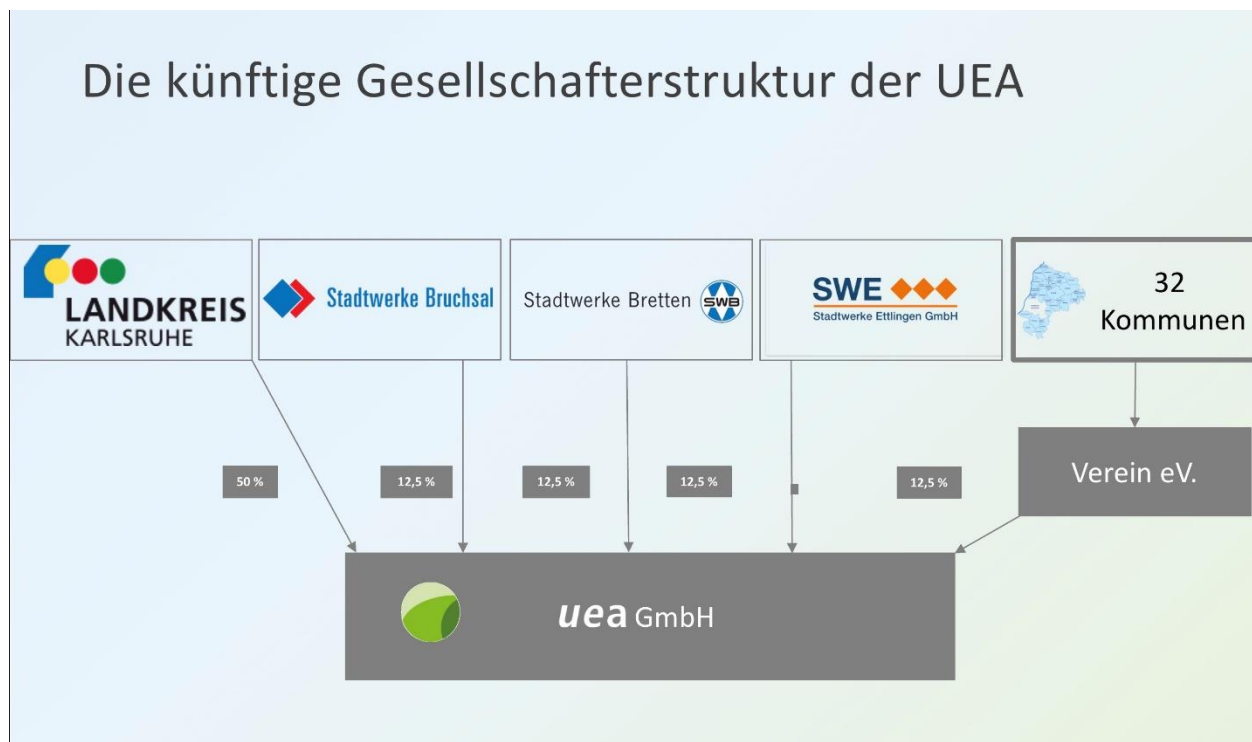 Die künftige Gesellschafterstruktur der UEA
LANDKREIS
KARLSRUHE
Stadtwerke Bruchsal
Stadtwerke Bretten
SWB
SWE
Stadtwerke Ettlingen GmbH
32
Kommunen
50 %
12,5 %
12,5 %
12,5 %
12,5 %
Verein eV.
uea GmbH